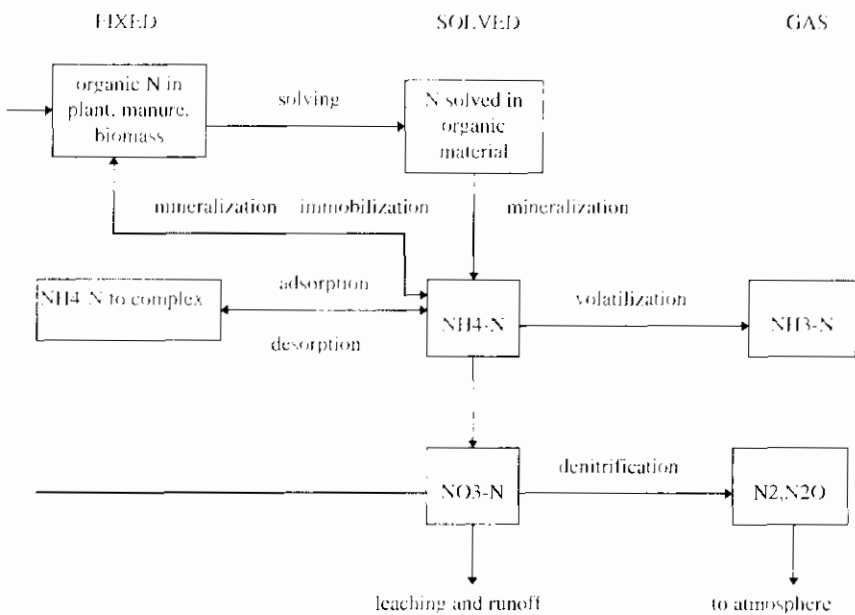 FIXED
SOLVED
GAS
organic N in
plant, manure,
biomass
solving
N solved in
organic
material
mineralization
immobilization
mineralization
NH4-N to complex
adsorption
desorption
NH4-N
volatilization
NH3-N
NO3-N
denitrification
N2,N2O
leaching and runoff
to atmosphere